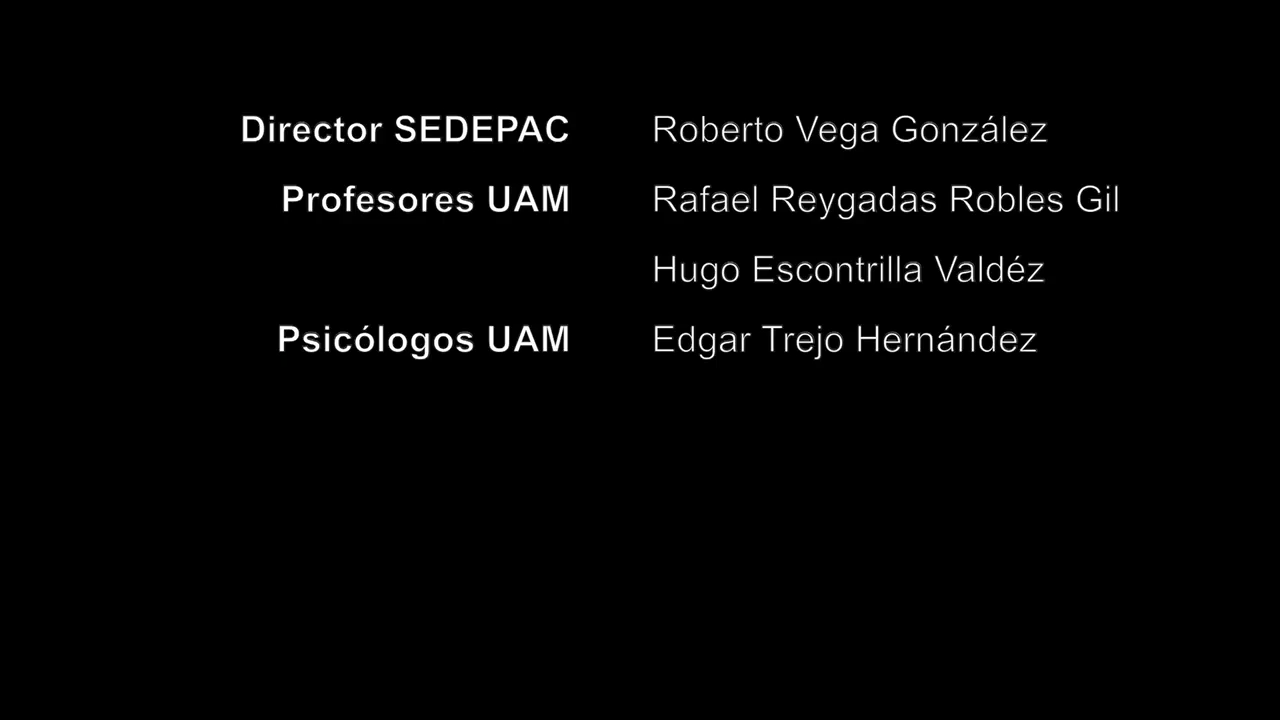 Director SEDEPAC Roberto Vega González
Profesores UAM Rafael Reygadas Robles Gil
Hugo Escontrilla Valdéz
Psicólogos UAM Edgar Trejo Hernández